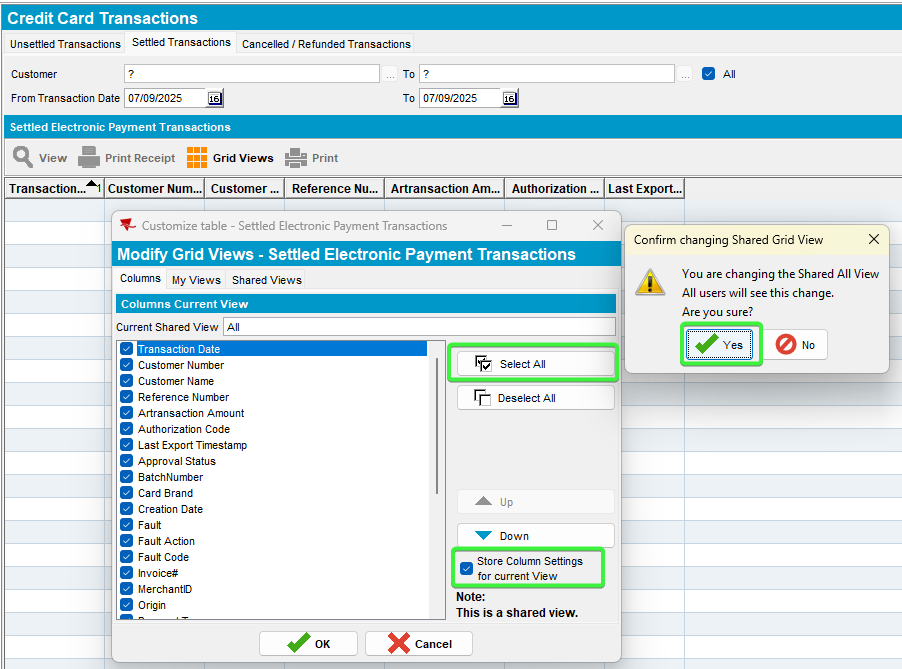 Credit Card Transactions
Unsettled Transactions Settled Transactions Cancelled / Refunded Transactions
Customer ? ... To ? ... All
From Transaction Date 07/09/2025 16 To 07/09/2025 16
Settled Electronic Payment Transactions
View Print Receipt Grid Views Print
Transaction... 1 Customer Num... Customer ... Reference Nu... Artransaction Am... Authorization ... Last Export...
Customize table - Settled Electronic Payment Transactions
Modify Grid Views - Settled Electronic Payment Transactions
Columns My Views Shared Views
Columns Current View
Current Shared View All
Transaction Date
Customer Number
Customer Name
Reference Number
Artransaction Amount
Authorization Code
Last Export Timestamp
Approval Status
BatchNumber
Card Brand
Creation Date
Fault
Fault Action
Fault Code
Invoice#
MerchantID
Origin
Select All
Deselect All
Up
Down
Store Column Settings
for current View
Note:
This is a shared view.
OK Cancel
Confirm changing Shared Grid View
You are changing the Shared All View
All users will see this change.
Are you sure?
Yes No